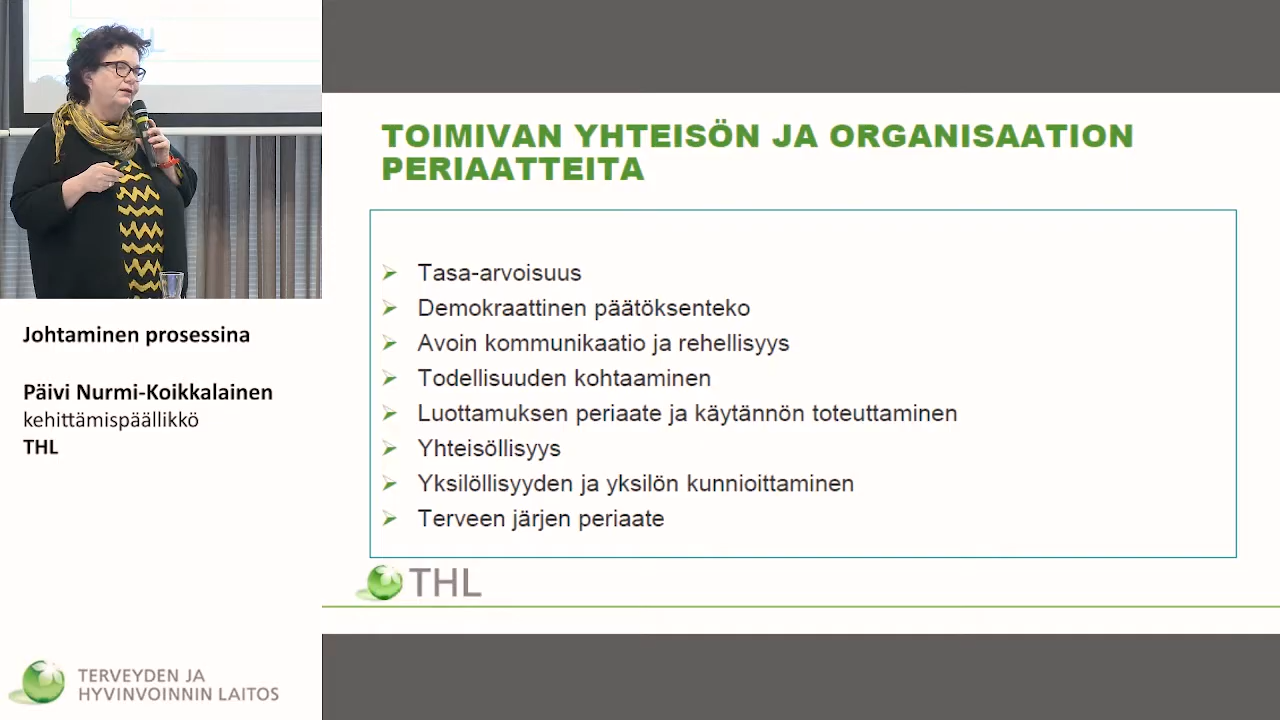 TOIMIVAN YHTEISÖN JA ORGANISAATION
PERIAATTEITA
Tasa-arvoisuus
Demokraattinen päätöksenteko
Avoin kommunikaatio ja rehellisyys
Todellisuuden kohtaaminen
Luottamuksen periaate ja käytännön toteuttaminen
Yhteisöllisyys
Yksilöllisyyden ja yksilön kunnioittaminen
Terveen järjen periaate
THL
Johtaminen prosessina
Päivi Nurmi-Koikkalainen
kehittämispäällikkö
THL
TERVEYDEN JA
HYVINVOINNIN LAITOS